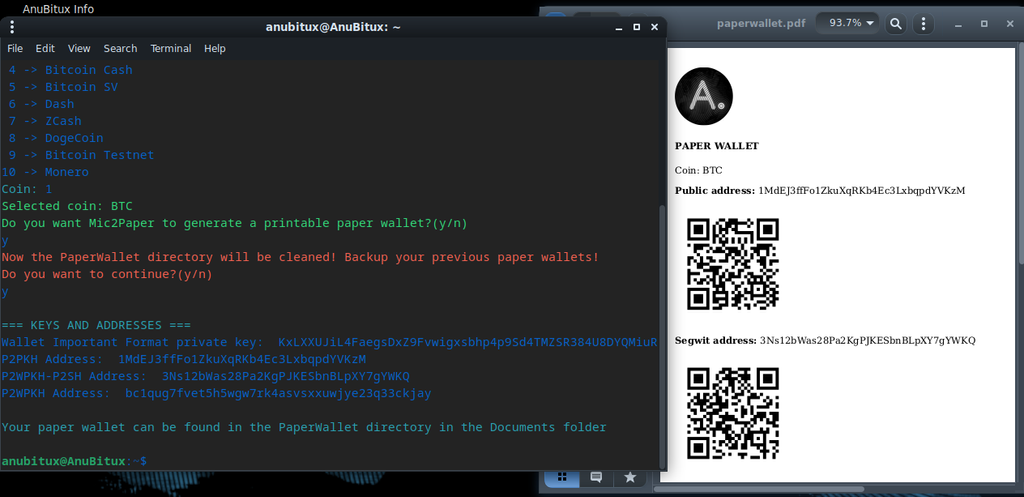 AnuBitux Info
anubitux@AnuBitux: ~
File Edit View Search Terminal Help
4 -> Bitcoin Cash
5 -> Bitcoin SV
6 -> Dash
7 -> ZCash
8 -> DogeCoin
9 -> Bitcoin Testnet
10 -> Monero
Coin: 1
Selected coin: BTC
Do you want Mic2Paper to generate a printable paper wallet?(y/n)
y
Now the PaperWallet directory will be cleaned! Backup your previous paper wallets!
Do you want to continue?(y/n)
y
=== KEYS AND ADDRESSES ===
Wallet Important Format private key: KxLXXUJiL4FaegsDxZ9Fvwigxsbhp4p9Sd4TMZSR384U8DYQMiuR
P2PKH Address: 1MdEJ3ffFo1ZkuXqRKb4Ec3LxbqpdYVKzM
P2WPKH-P2SH Address: 3Ns12bWas28Pa2KgPJKESbnBLpXY7gYWKQ
P2WPKH Address: bc1qug7fvet5h5wgw7rk4asvsxxuwjye23q33ckjay
Your paper wallet can be found in the PaperWallet directory in the Documents folder
anubitux@AnuBitux:~$
paperwallet.pdf
93.7%
A.
PAPER WALLET
Coin: BTC
Public address: 1MdEJ3ffFo1ZkuXqRKb4Ec3LxbqpdYVKzM
Segwit address: 3Ns12bWas28Pa2KgPJKESbnBLpXY7gYWKQ